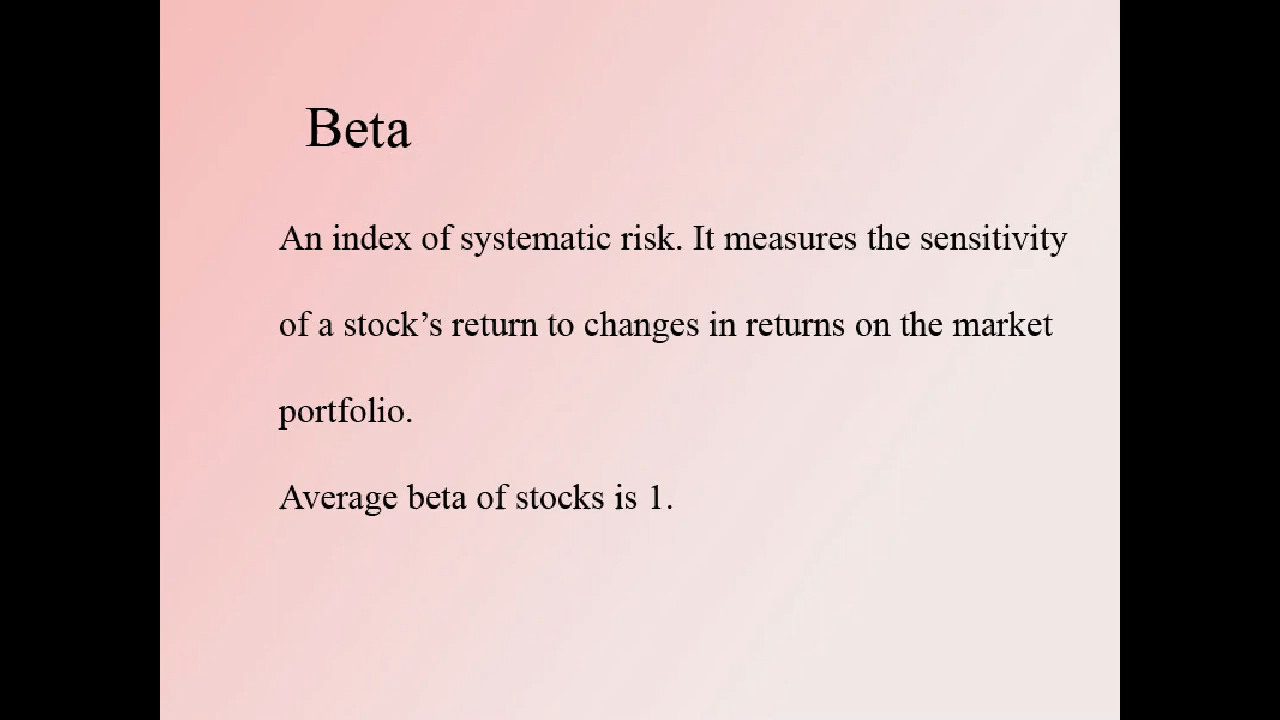 Beta
An index of systematic risk. It measures the sensitivity
of a stock’s return to changes in returns on the market
portfolio.
Average beta of stocks is 1.